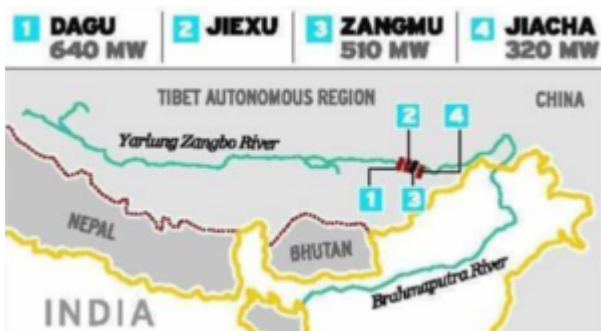 1 DAGU
640 MW
2 JIEXU
3 ZANGMU
510 MW
4 JIACHA
320 MW
TIBET AUTONOMOUS REGION
CHINA
2
4
Yarlung Zangbo River
1
3
NEPAL
BHUTAN
Brahmaputra River
INDIA